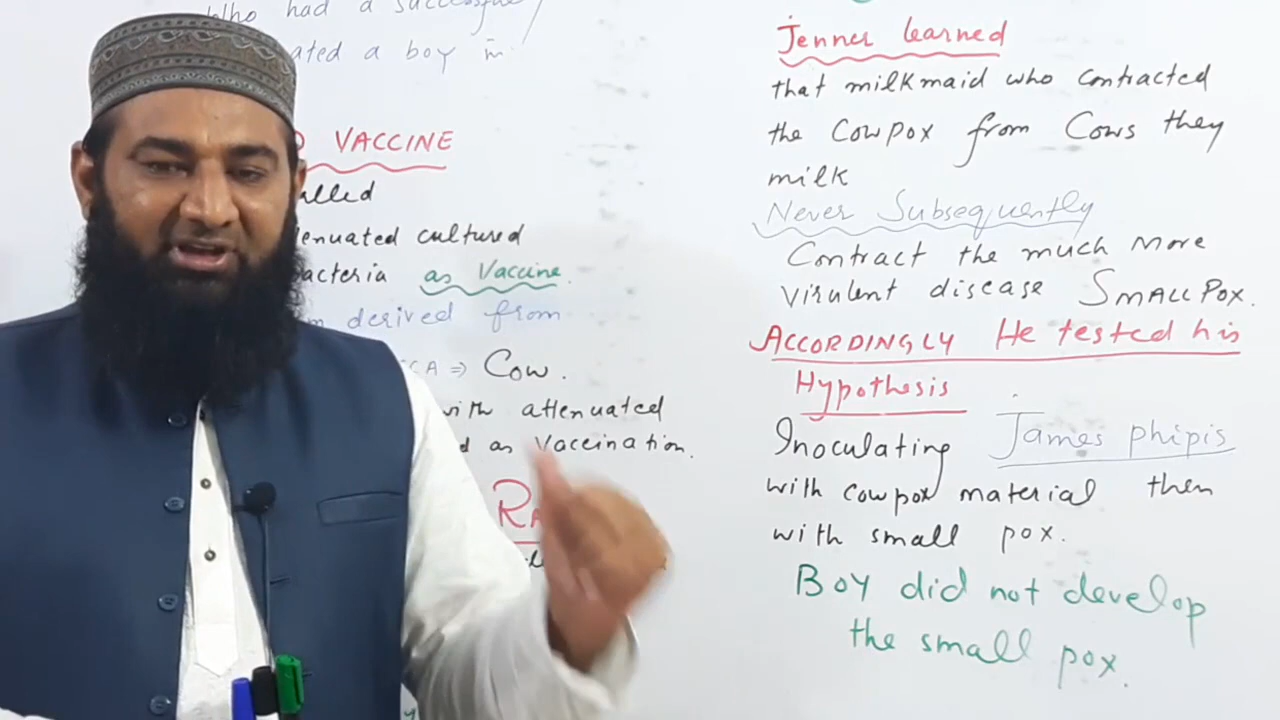 Who had a successful
ated a boy in
VACCINE
alled
enuated cultured
acteria as Vaccine.
derived from
CA ⇒ Cow.
with attenuated
d as Vaccination.
Jenner learned
that milkmaid who contracted
the Cowpox from Cows they
milk
Never Subsequently
Contract the much more
virulent disease SMALLPOX.
ACCORDINGLY He tested his
Hypothesis
Inoculating James phipis
with cowpox material then
with small pox.
Boy did not develop
the small pox.